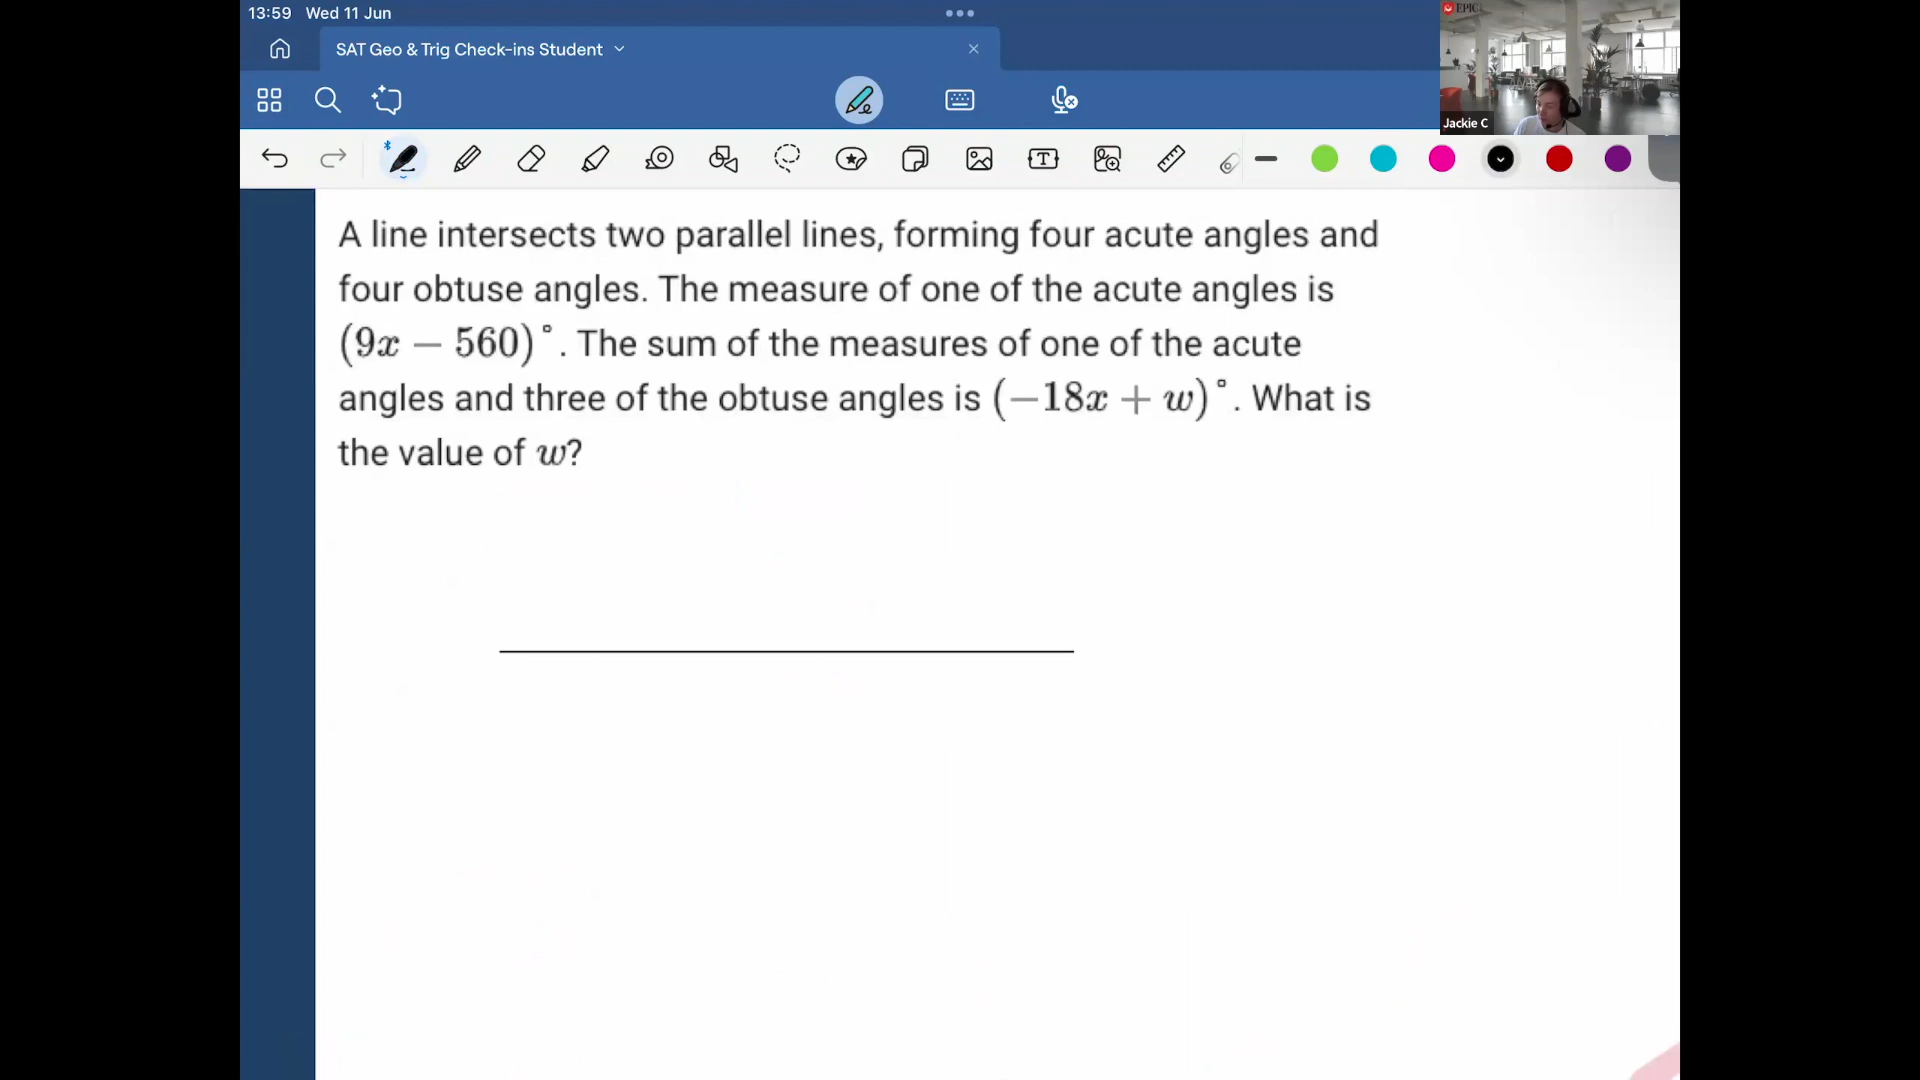 13:59 Wed 11 Jun
SAT Geo & Trig Check-ins Student
EPIC
Jackie C
A line intersects two parallel lines, forming four acute angles and
four obtuse angles. The measure of one of the acute angles is
(9x − 560)°. The sum of the measures of one of the acute
angles and three of the obtuse angles is (−18x + w)°. What is
the value of w?